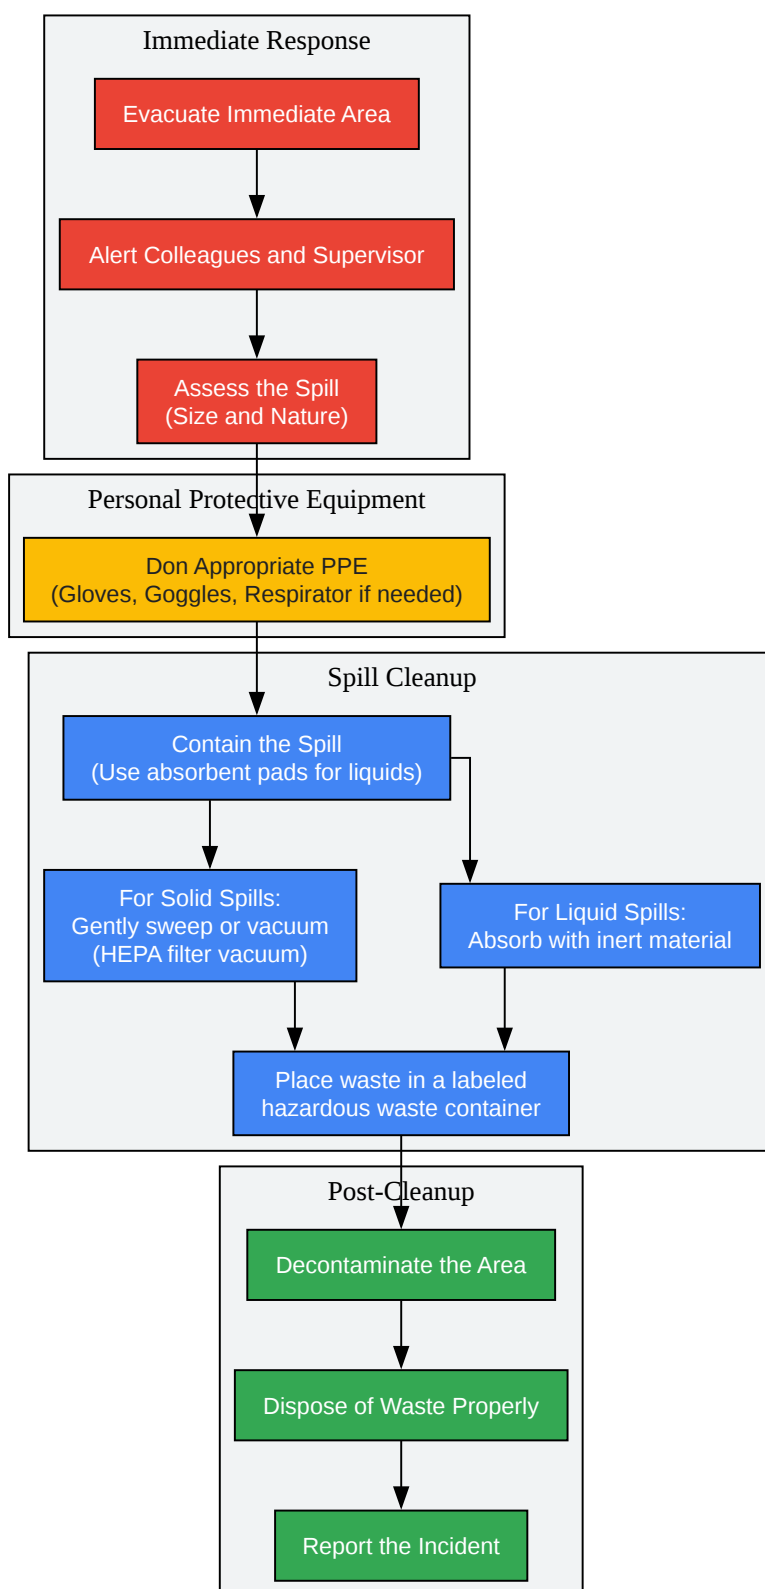 Immediate Response
Evacuate Immediate Area
Alert Colleagues and Supervisor
Assess the Spill
(Size and Nature)
Personal Protective Equipment
Don Appropriate PPE
(Gloves, Goggles, Respirator if needed)
Spill Cleanup
Contain the Spill
(Use absorbent pads for liquids)
For Solid Spills:
Gently sweep or vacuum
(HEPA filter vacuum)
For Liquid Spills:
Absorb with inert material
Place waste in a labeled
hazardous waste container
Post-Cleanup
Decontaminate the Area
Dispose of Waste Properly
Report the Incident